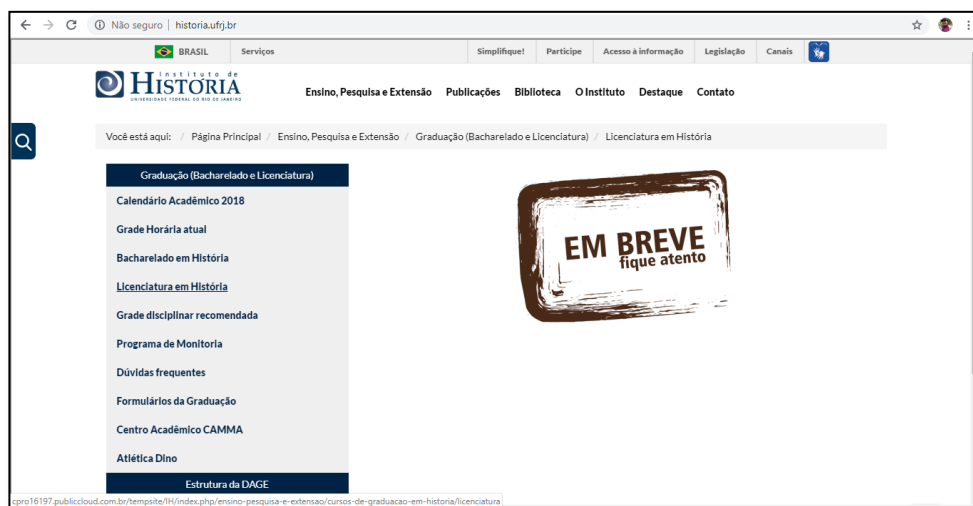 Não seguro | historia.ufrj.br
BRASIL Serviços Simplifique! Participe Acesso à informação Legislação Canais
Instituto de
HISTÓRIA
UNIVERSIDADE FEDERAL DO RIO DE JANEIRO
Ensino, Pesquisa e Extensão Publicações Biblioteca O Instituto Destaque Contato
Você está aqui: / Página Principal / Ensino, Pesquisa e Extensão / Graduação (Bacharelado e Licenciatura) / Licenciatura em História
Graduação (Bacharelado e Licenciatura)
Calendário Acadêmico 2018
Grade Horária atual
Bacharelado em História
Licenciatura em História
Grade disciplinar recomendada
Programa de Monitoria
Dúvidas frequentes
Formulários da Graduação
Centro Acadêmico CAMMA
Atlética Dino
Estrutura da DAGE
EM BREVE
fique atento
cpro16197.publiccloud.com.br/tempsite/IH/index.php/ensino-pesquisa-e-extensao/cursos-de-graduacao-em-historia/licenciatura